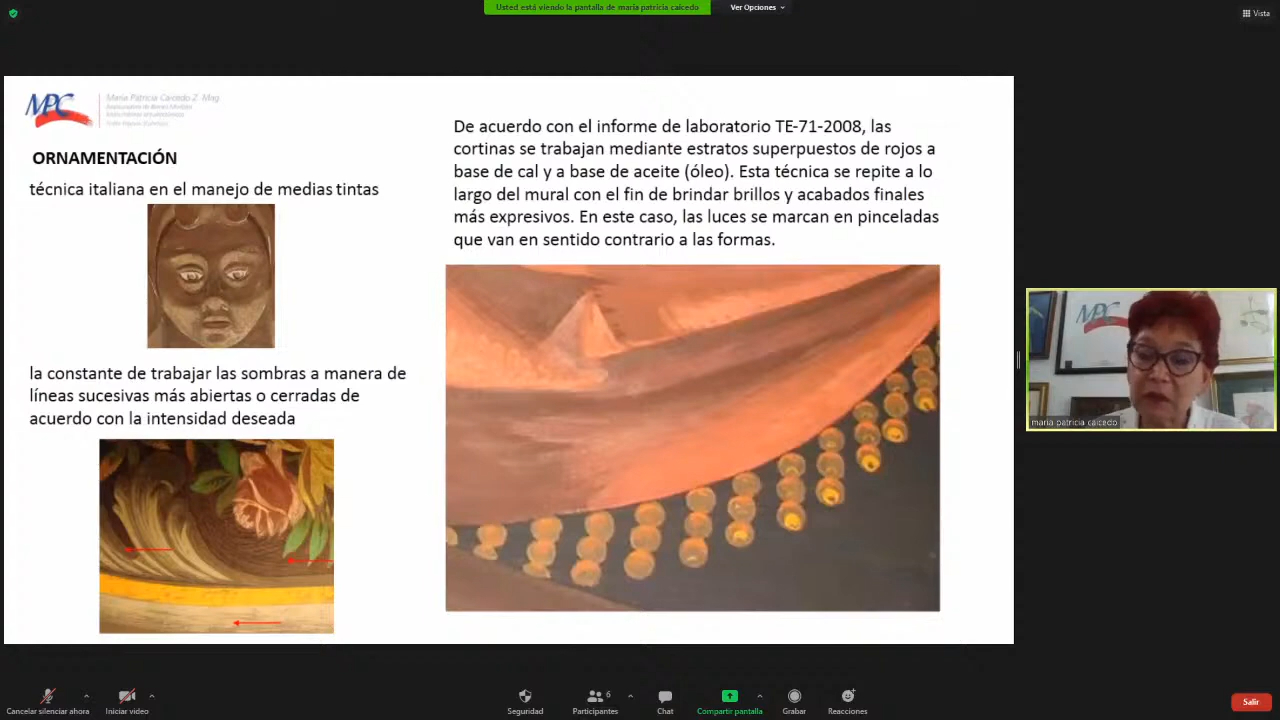 Usted está viendo la pantalla de maria patricia caicedo
Ver Opciones
Vista
MPC
Maria Patricia Caicedo Z. Mag
ORNAMENTACIÓN
técnica italiana en el manejo de medias tintas
la constante de trabajar las sombras a manera de
líneas sucesivas más abiertas o cerradas de
acuerdo con la intensidad deseada
De acuerdo con el informe de laboratorio TE-71-2008, las
cortinas se trabajan mediante estratos superpuestos de rojos a
base de cal y a base de aceite (óleo). Esta técnica se repite a lo
largo del mural con el fin de brindar brillos y acabados finales
más expresivos. En este caso, las luces se marcan en pinceladas
que van en sentido contrario a las formas.
MPC
maria patricia caicedo
Cancelar silenciar ahora
Iniciar video
Seguridad
Participantes
6
Chat
Compartir pantalla
Grabar
Reacciones
Salir